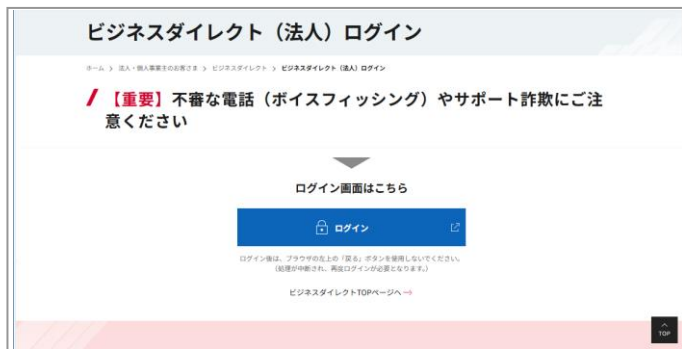 ビジネスダイレクト（法人）ログイン
ホーム > 法人・個人事業主のお客さま > ビジネスダイレクト > ビジネスダイレクト（法人）ログイン
【重要】不審な電話（ボイスフィッシング）やサポート詐欺にご注
意ください
ログイン画面はこちら
ログイン
ログイン後は、ブラウザの左上の「戻る」ボタンを使用しないでください。
（処理が中断され、再度ログインが必要となります。）
ビジネスダイレクトTOPページへ
TOP